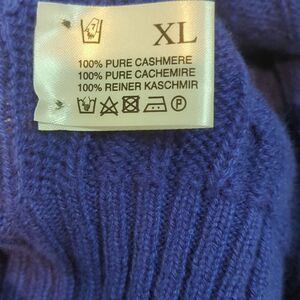 XL
100% PURE CASHMERE
100% PURE CACHEMIRE
100% REINER KASCHMIR
P